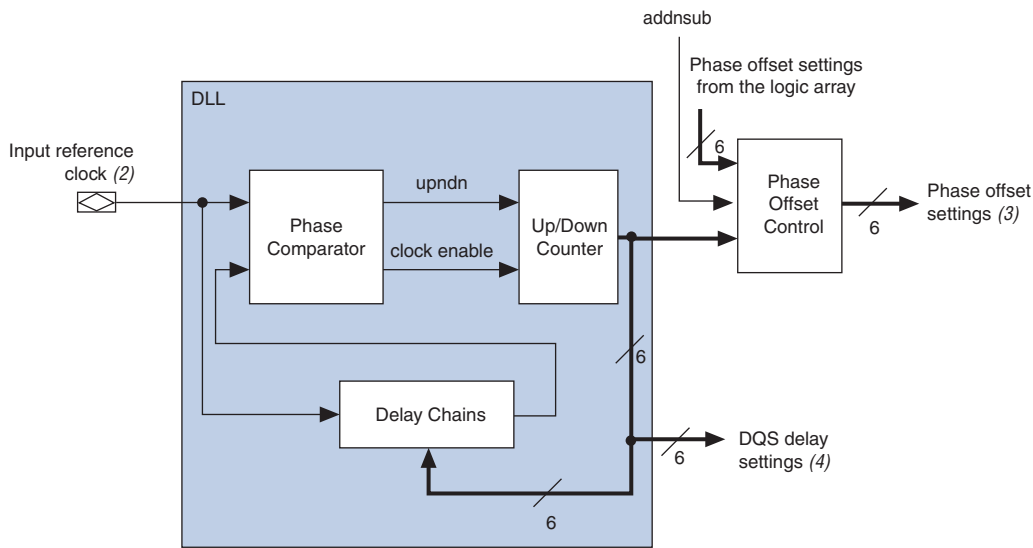 addnsub
Phase offset settings
from the logic array
DLL
6
Input reference
clock (2)
upndn
Phase
Comparator
Up/Down
Counter
clock enable
Phase
Offset
Control
6
Phase offset
settings (3)
6
Delay Chains
6
DQS delay
settings (4)
6